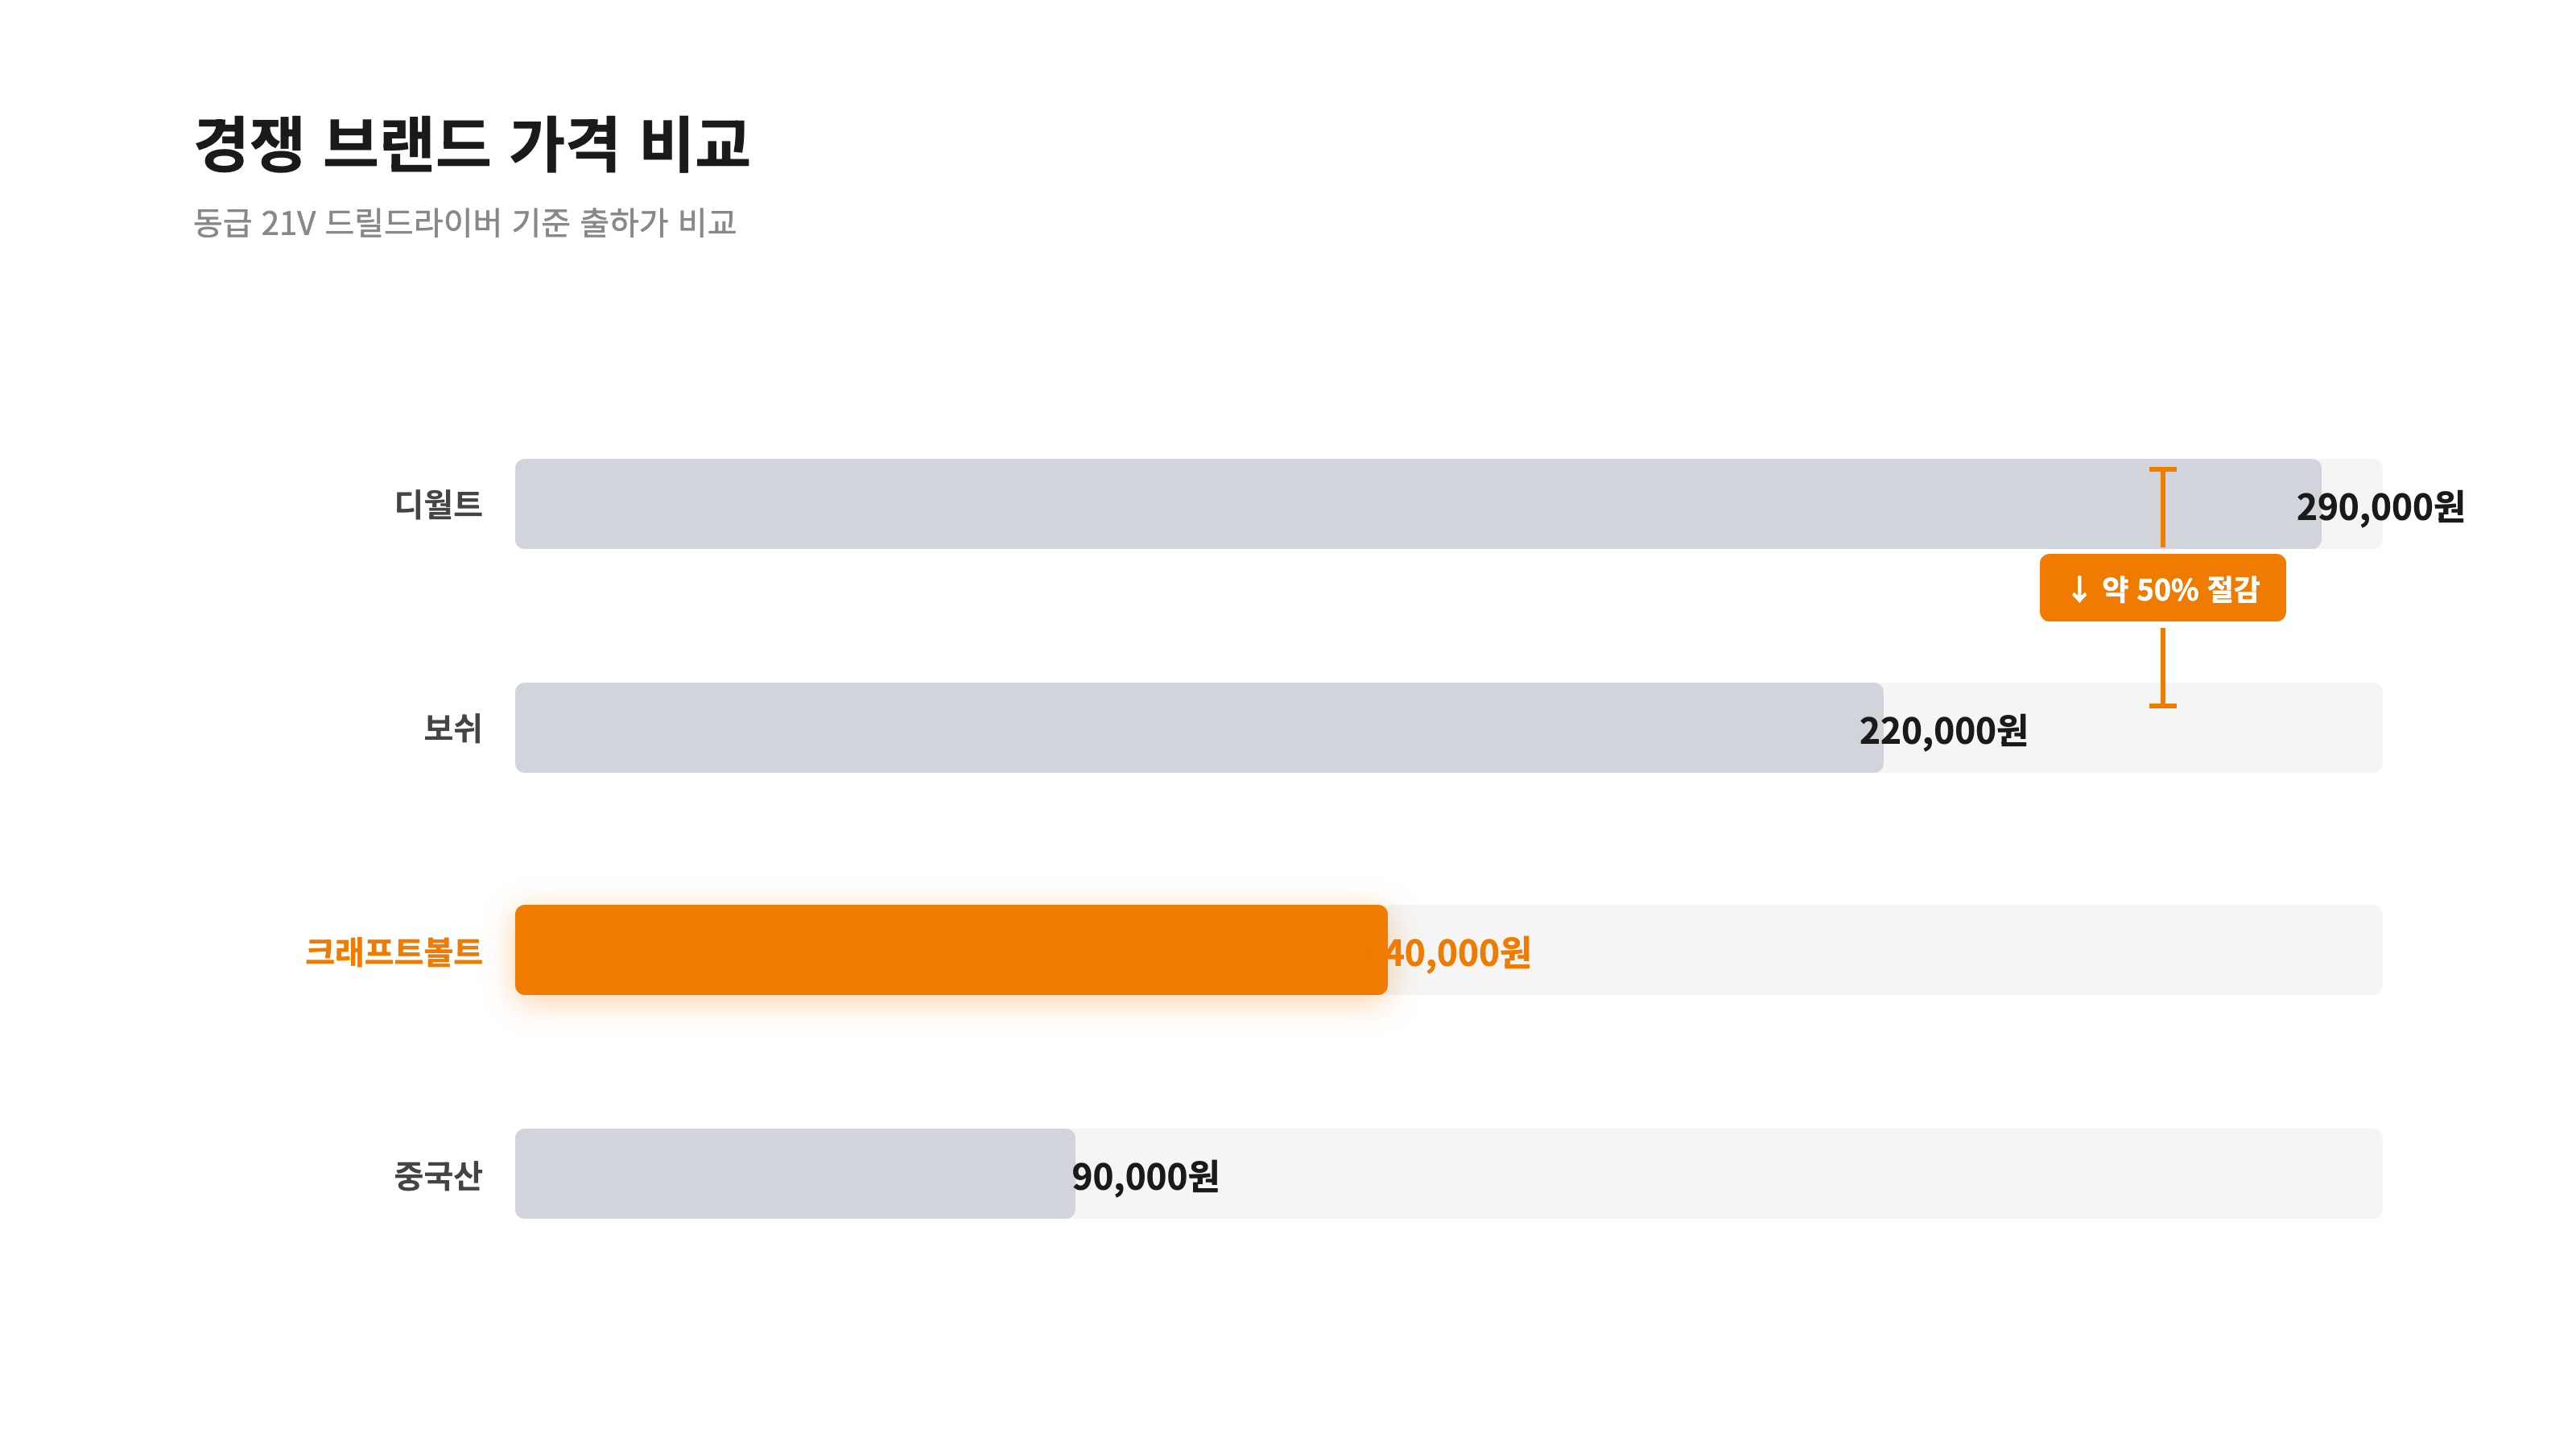 경쟁 브랜드 가격 비교
동급 21V 드릴드라이버 기준 출하가 비교
디월트
290,000원
↓ 약 50% 절감
보쉬
220,000원
크래프트볼트
40,000원
중국산
90,000원